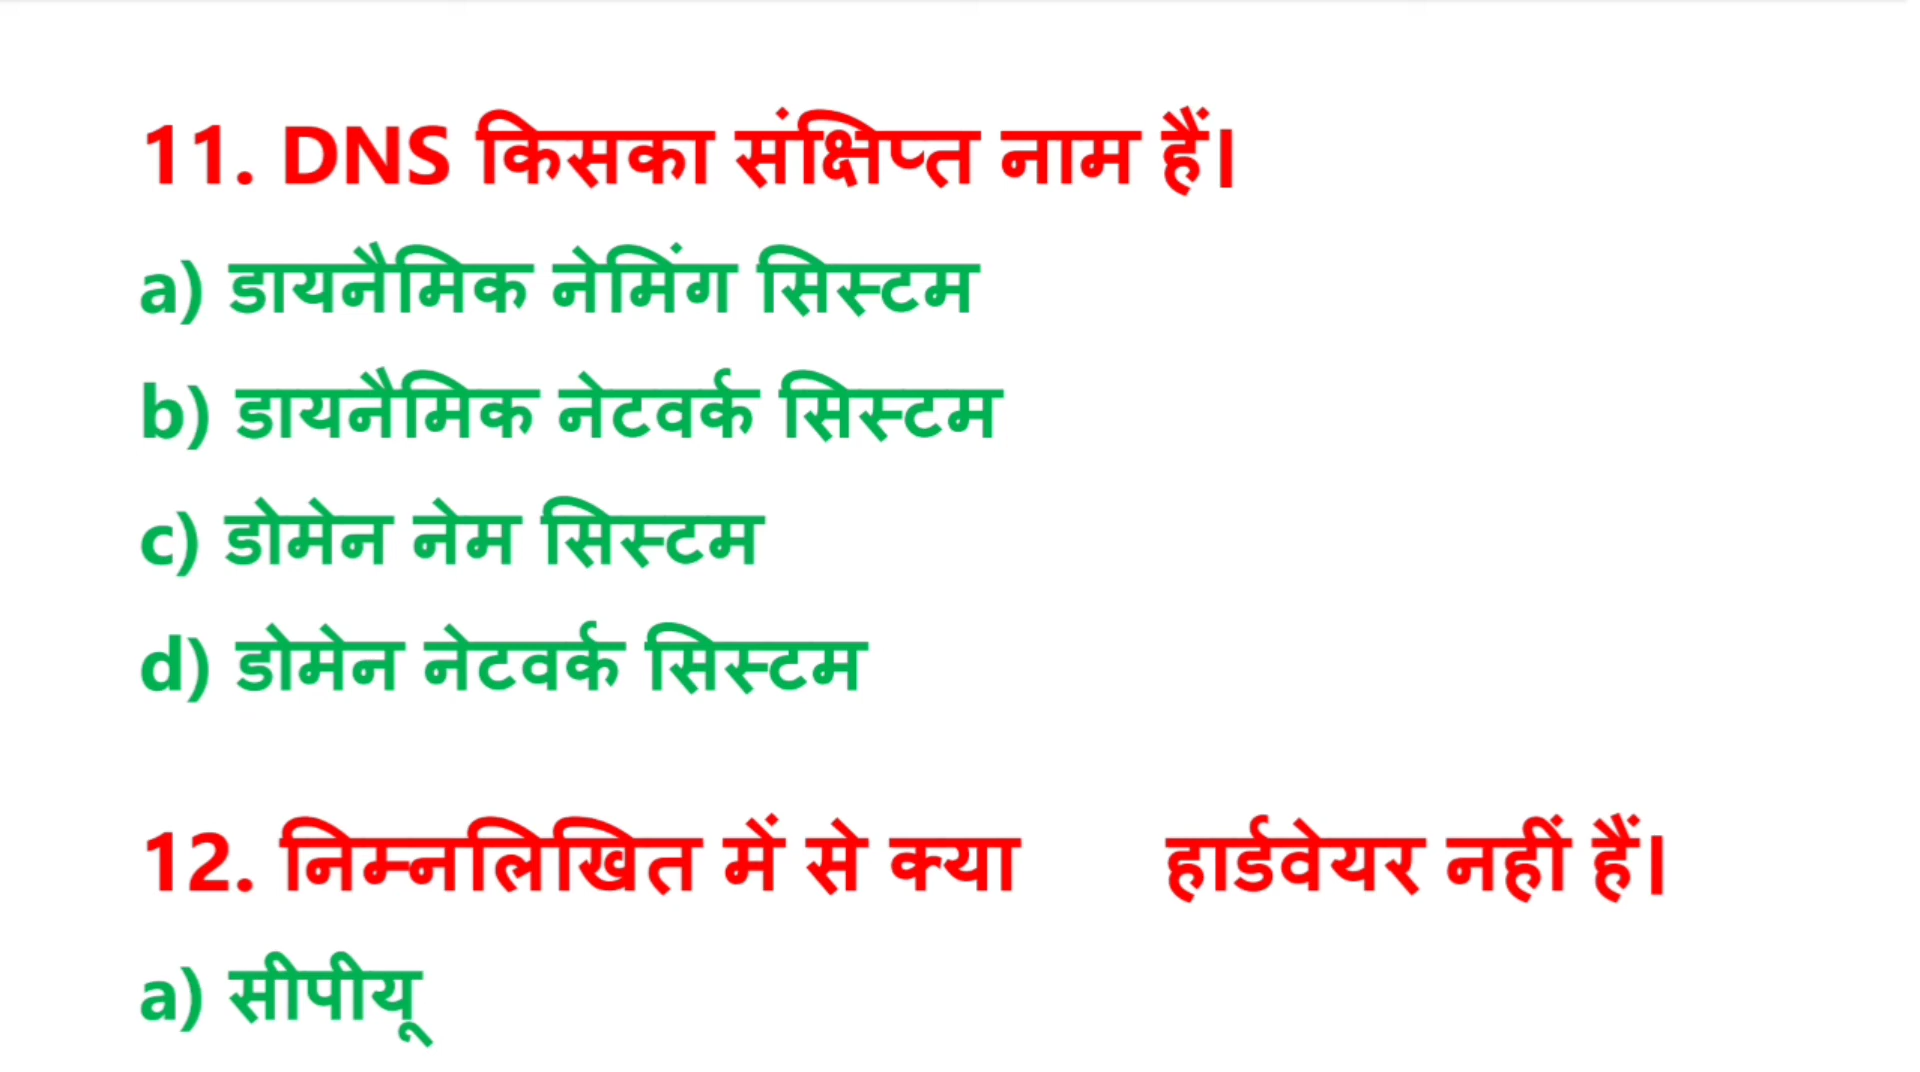 11. DNS किसका संक्षिप्त नाम हैं।
a) डायनैमिक नेमिंग सिस्टम
b) डायनैमिक नेटवर्क सिस्टम
c) डोमेन नेम सिस्टम
d) डोमेन नेटवर्क सिस्टम
12. निम्नलिखित में से क्या हार्डवेयर नहीं हैं।
a) सीपीयू